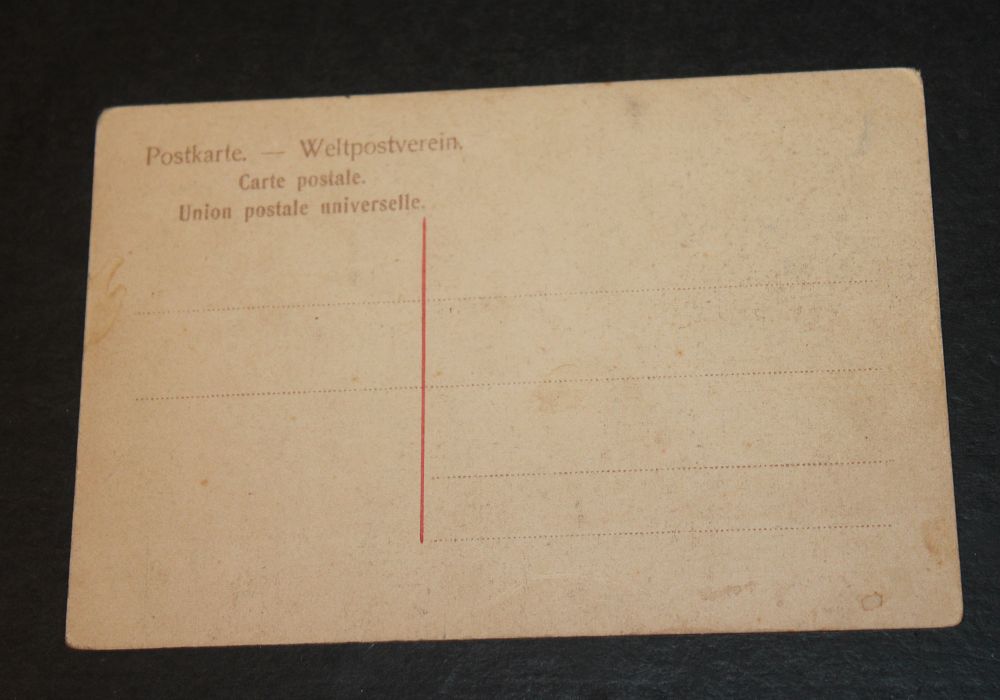 Postkarte. — Weltpostverein.
Carte postale.
Union postale universelle.